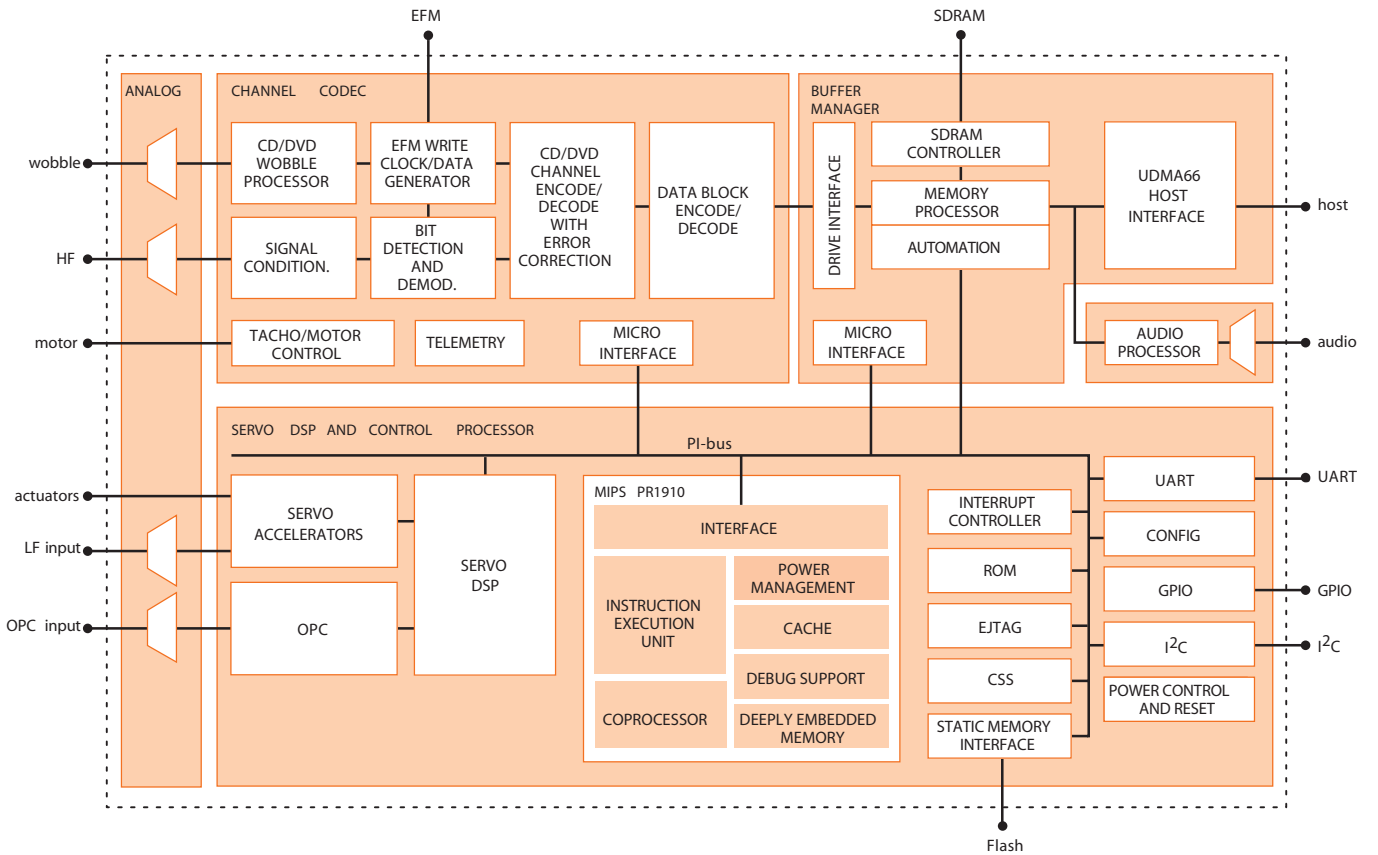 EFM
SDRAM
ANALOG
CHANNEL CODEC
BUFFER
MANAGER
wobble
CD/DVD
WOBBLE
PROCESSOR
EFM WRITE
CLOCK/DATA
GENERATOR
CD/DVD
CHANNEL
ENCODE/
DECODE
WITH
ERROR
CORRECTION
DATA BLOCK
ENCODE/
DECODE
DRIVE INTERFACE
SDRAM
CONTROLLER
MEMORY
PROCESSOR
AUTOMATION
UDMA66
HOST
INTERFACE
host
HF
SIGNAL
CONDITION.
BIT
DETECTION
AND
DEMOD.
motor
TACHO/MOTOR
CONTROL
TELEMETRY
MICRO
INTERFACE
MICRO
INTERFACE
AUDIO
PROCESSOR
audio
SERVO DSP AND CONTROL PROCESSOR
PI-bus
actuators
LF input
OPC input
SERVO
ACCELERATORS
OPC
SERVO
DSP
MIPS PR1910
INTERFACE
INSTRUCTION
EXECUTION
UNIT
COPROCESSOR
POWER
MANAGEMENT
CACHE
DEBUG SUPPORT
DEEPLY EMBEDDED
MEMORY
INTERRUPT
CONTROLLER
ROM
EJTAG
CSS
STATIC MEMORY
INTERFACE
UART
CONFIG
GPIO
I²C
POWER CONTROL
AND RESET
UART
GPIO
I²C
Flash